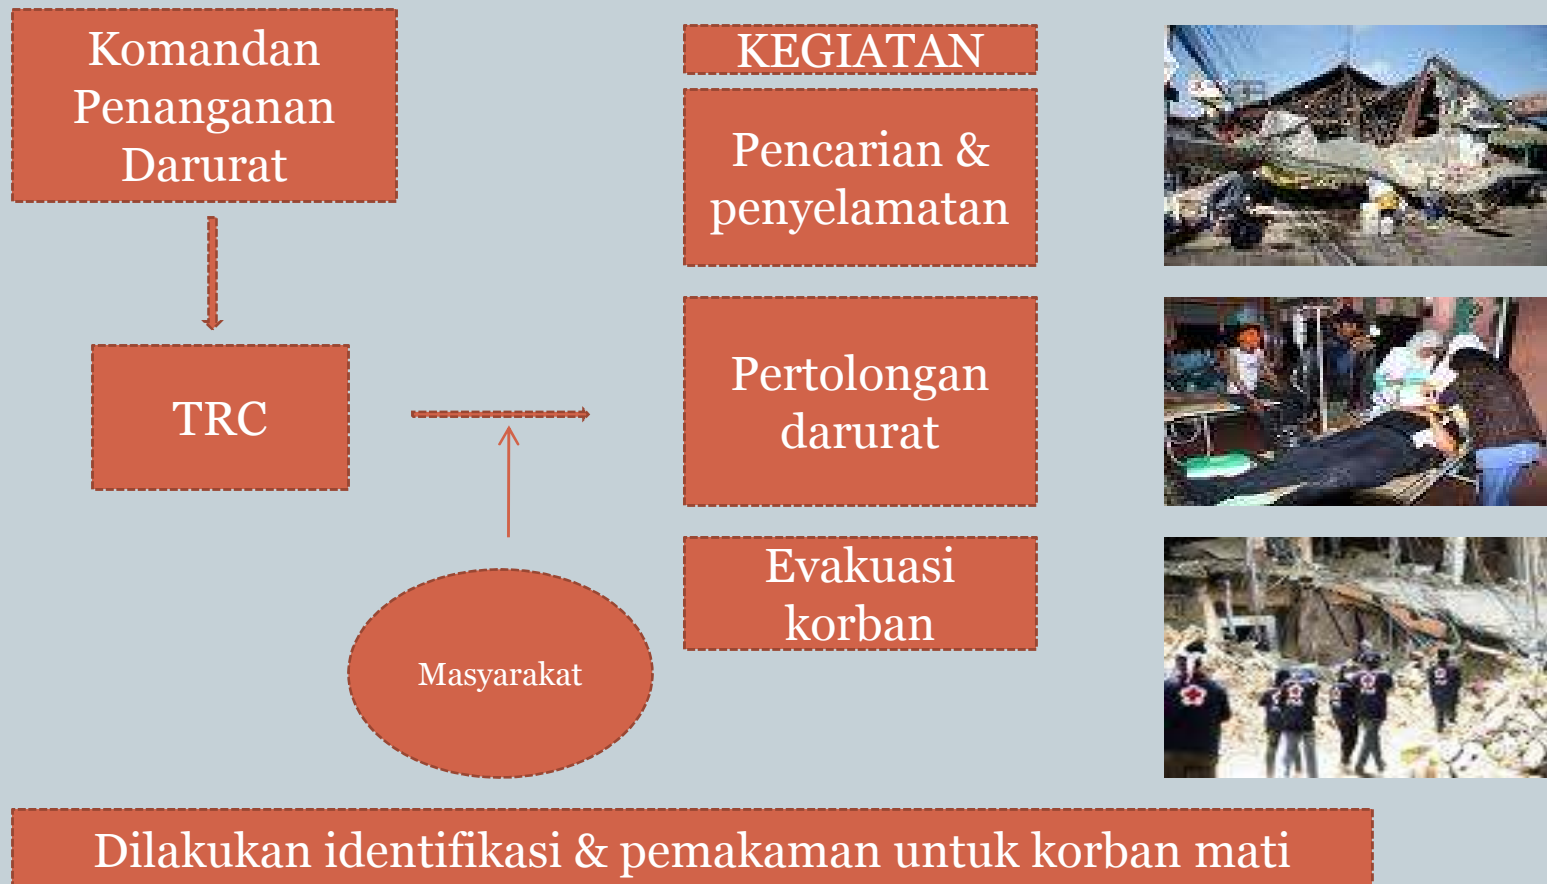 Komandan
Penanganan
Darurat
TRC
Masyarakat
KEGIATAN
Pencarian &
penyelamatan
Pertolongan
darurat
Evakuasi
korban
Dilakukan identifikasi & pemakaman untuk korban mati